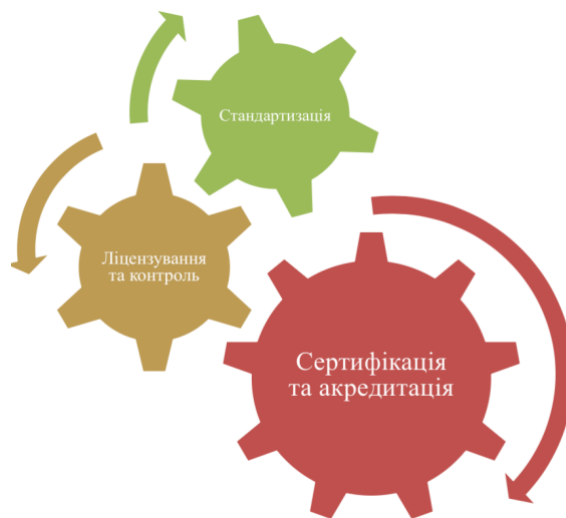 Стандартизація
Ліцензування
та контроль
Сертифікація
та акредитація